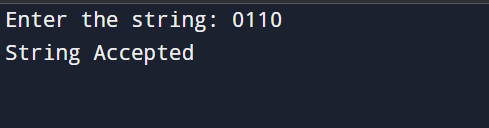 Enter the string: 0110
String Accepted